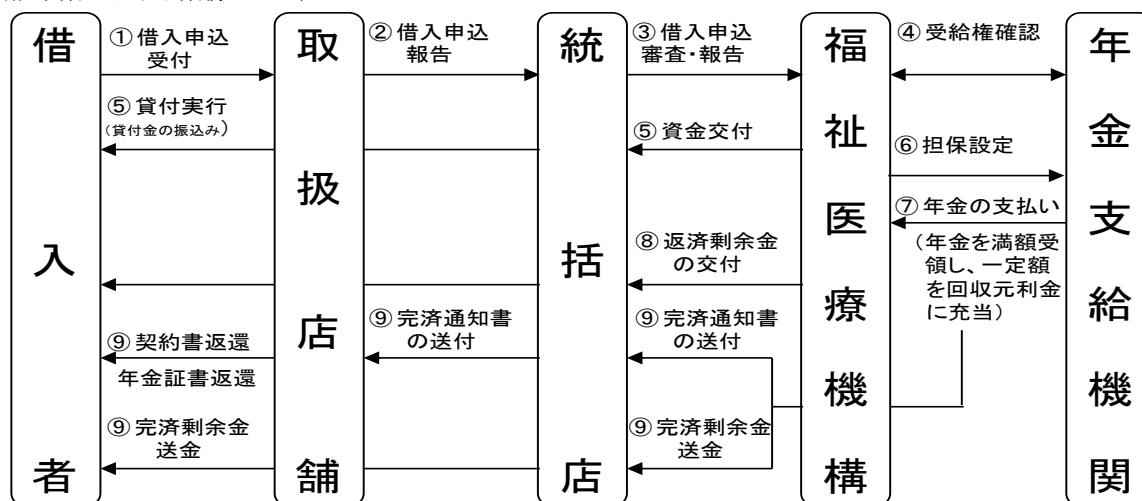 借入者
① 借入申込
受付
⑤ 貸付実行
(貸付金の振込み)
⑨ 契約書返還
年金証書返還
⑨ 完済剰余金
送金
取扱店舗
② 借入申込
報告
⑨ 完済通知書
の送付
統括店
③ 借入申込
審査・報告
⑤ 資金交付
⑧ 返済剰余金
の交付
⑨ 完済通知書
の送付
⑨ 完済剰余金
送金
福祉医療機構
④ 受給権確認
⑥ 担保設定
⑦ 年金の支払い
(年金を満額受
領し、一定額
を回収元利金
に充当)
年金支給機関